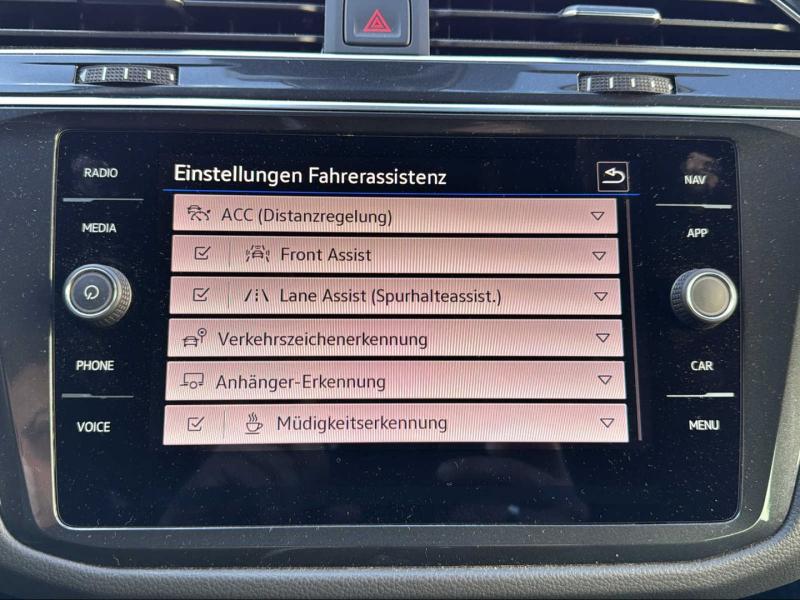 RADIO
MEDIA
PHONE
VOICE
Einstellungen Fahrerassistenz
ACC (Distanzregelung)
Front Assist
Lane Assist (Spurhalteassist.)
Verkehrszeichenerkennung
Anhänger-Erkennung
Müdigkeitserkennung
NAV
APP
CAR
MENU